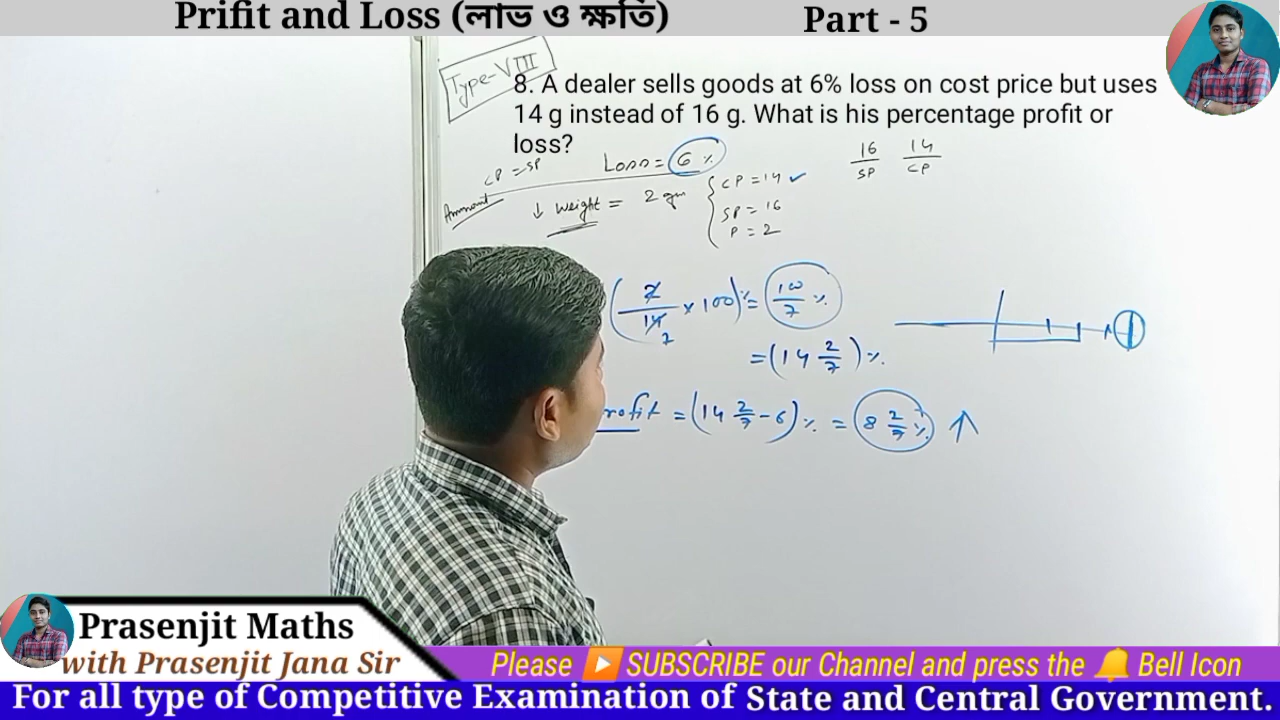 Prifit and Loss (লাভ ও ক্ষতি)
Part - 5
Type-VIII
8. A dealer sells goods at 6% loss on cost price but uses
14 g instead of 16 g. What is his percentage profit or
loss?
CP = SP
Loss = 6 %
16/SP 14/CP
Amount
↓ Weight = 2 gm
CP = 14 ✓
SP = 16
P = 2
(2/14 × 100)% = 100/7 %
7
= (14 2/7) %
rofit = (14 2/7 - 6) % = 8 2/7 % ↑
Prasenjit Maths
with Prasenjit Jana Sir
Please ▶️ SUBSCRIBE our Channel and press the 🔔 Bell Icon
For all type of Competitive Examination of State and Central Government.